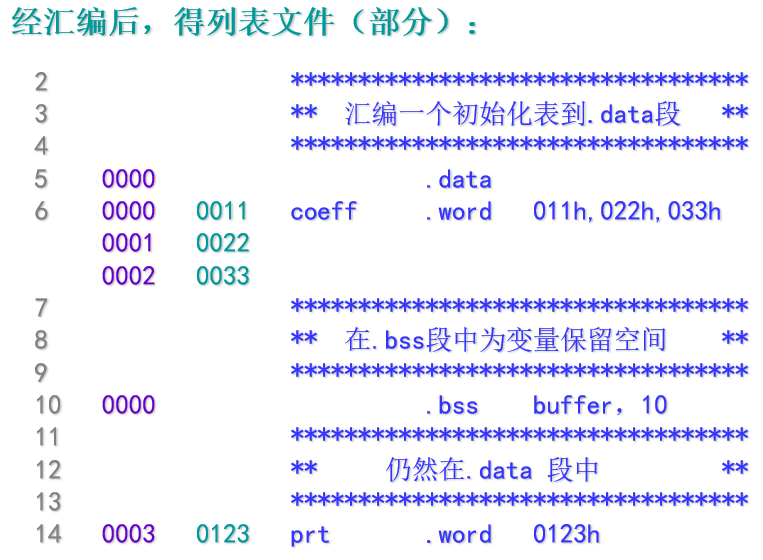 经汇编后，得列表文件（部分）：
2 **********************************
3 ** 汇编一个初始化表到.data段 **
4 **********************************
5 0000 .data
6 0000 0011 coeff .word 011h,022h,033h
0001 0022
0002 0033
7 **********************************
8 ** 在.bss段中为变量保留空间 **
9 **********************************
10 0000 .bss buffer，10
11 **********************************
12 ** 仍然在.data 段中 **
13 **********************************
14 0003 0123 prt .word 0123h